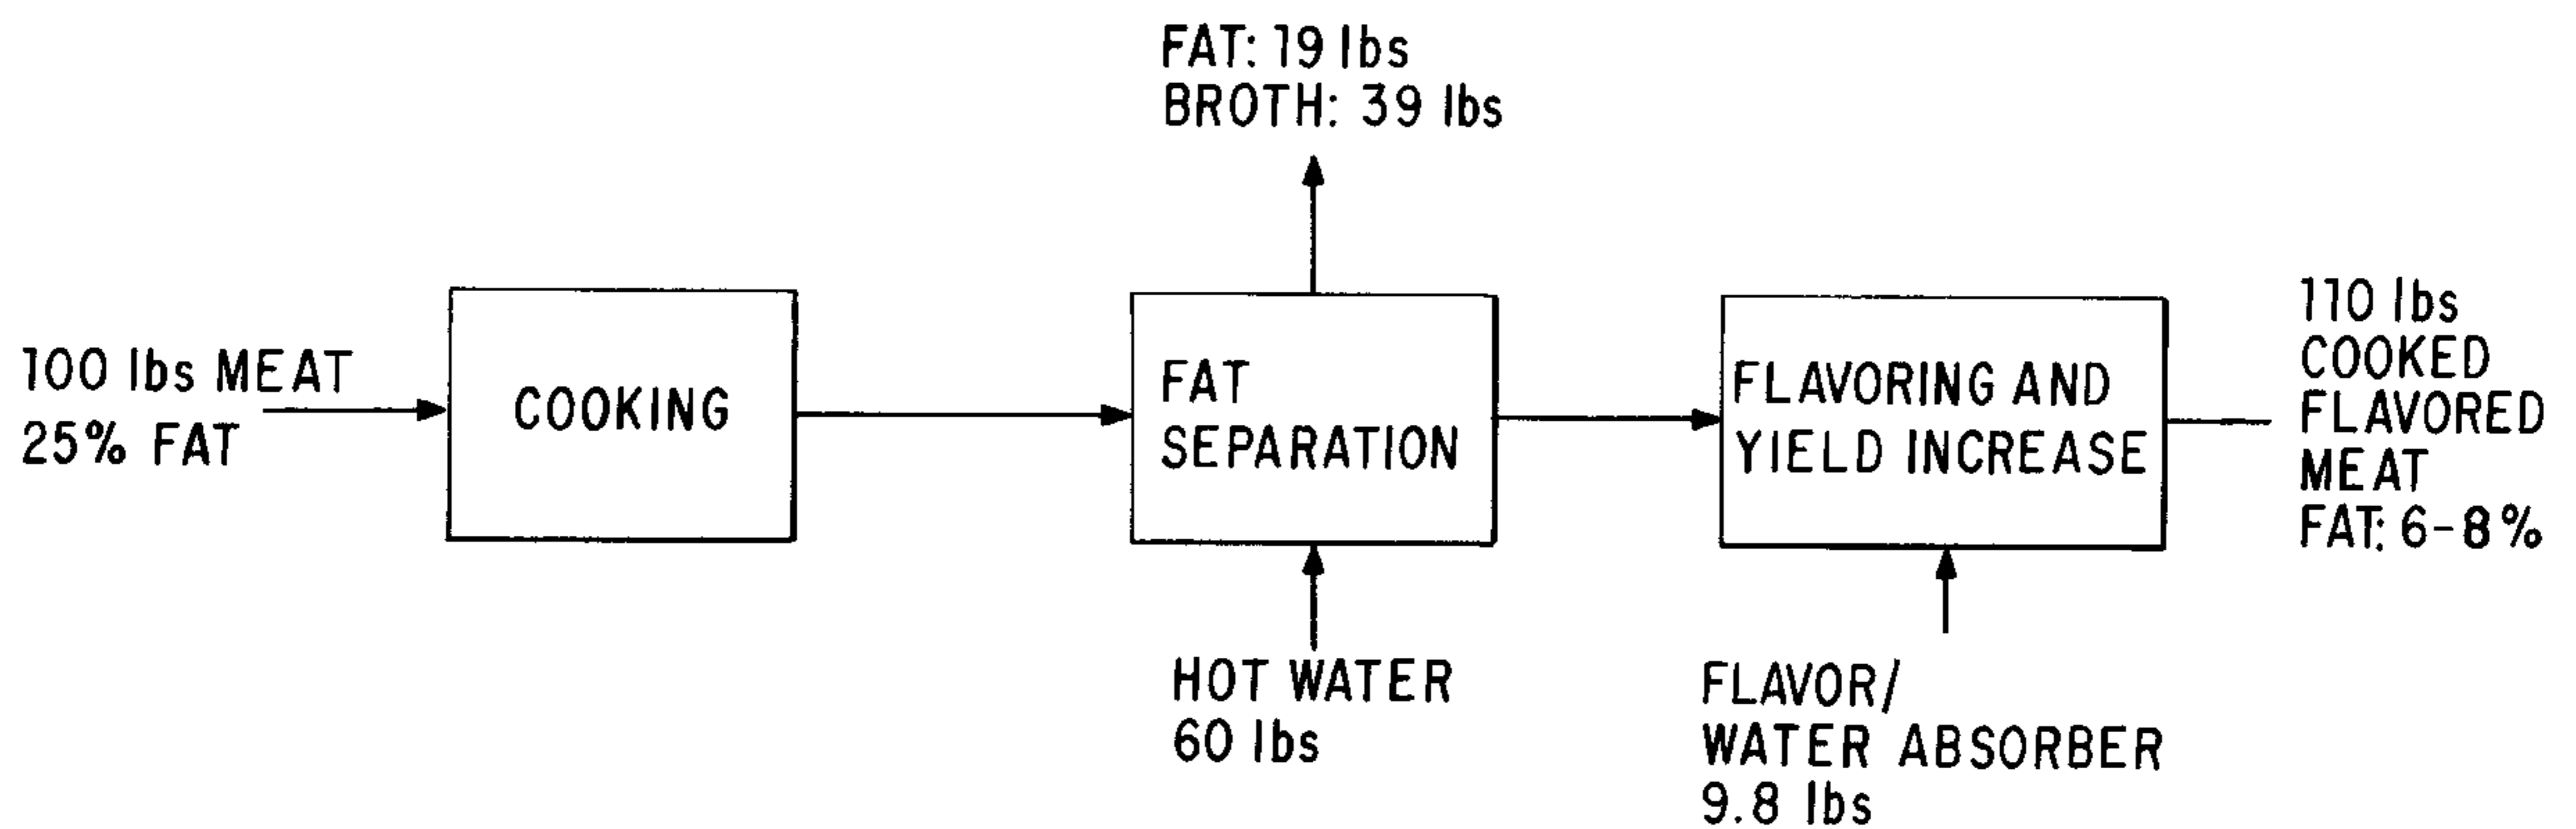 FAT: 19 lbs
BROTH: 39 lbs
100 lbs MEAT
25% FAT
COOKING
FAT
SEPARATION
FLAVORING AND
YIELD INCREASE
110 lbs
COOKED
FLAVORED
MEAT
FAT: 6-8%
HOT WATER
60 lbs
FLAVOR/
WATER ABSORBER
9.8 lbs